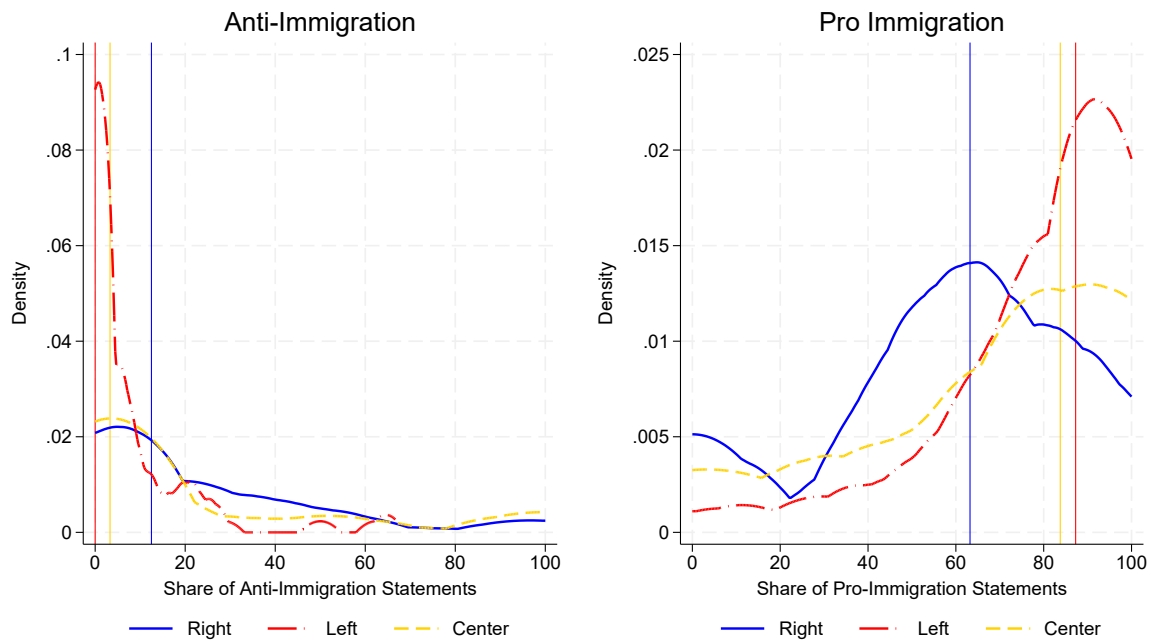 Anti-Immigration
.1
.08
.06
.04
.02
0
Density
0 20 40 60 80 100
Share of Anti-Immigration Statements
Right Left Center
Pro Immigration
.025
.02
.015
.01
.005
0
Density
0 20 40 60 80 100
Share of Pro-Immigration Statements
Right Left Center